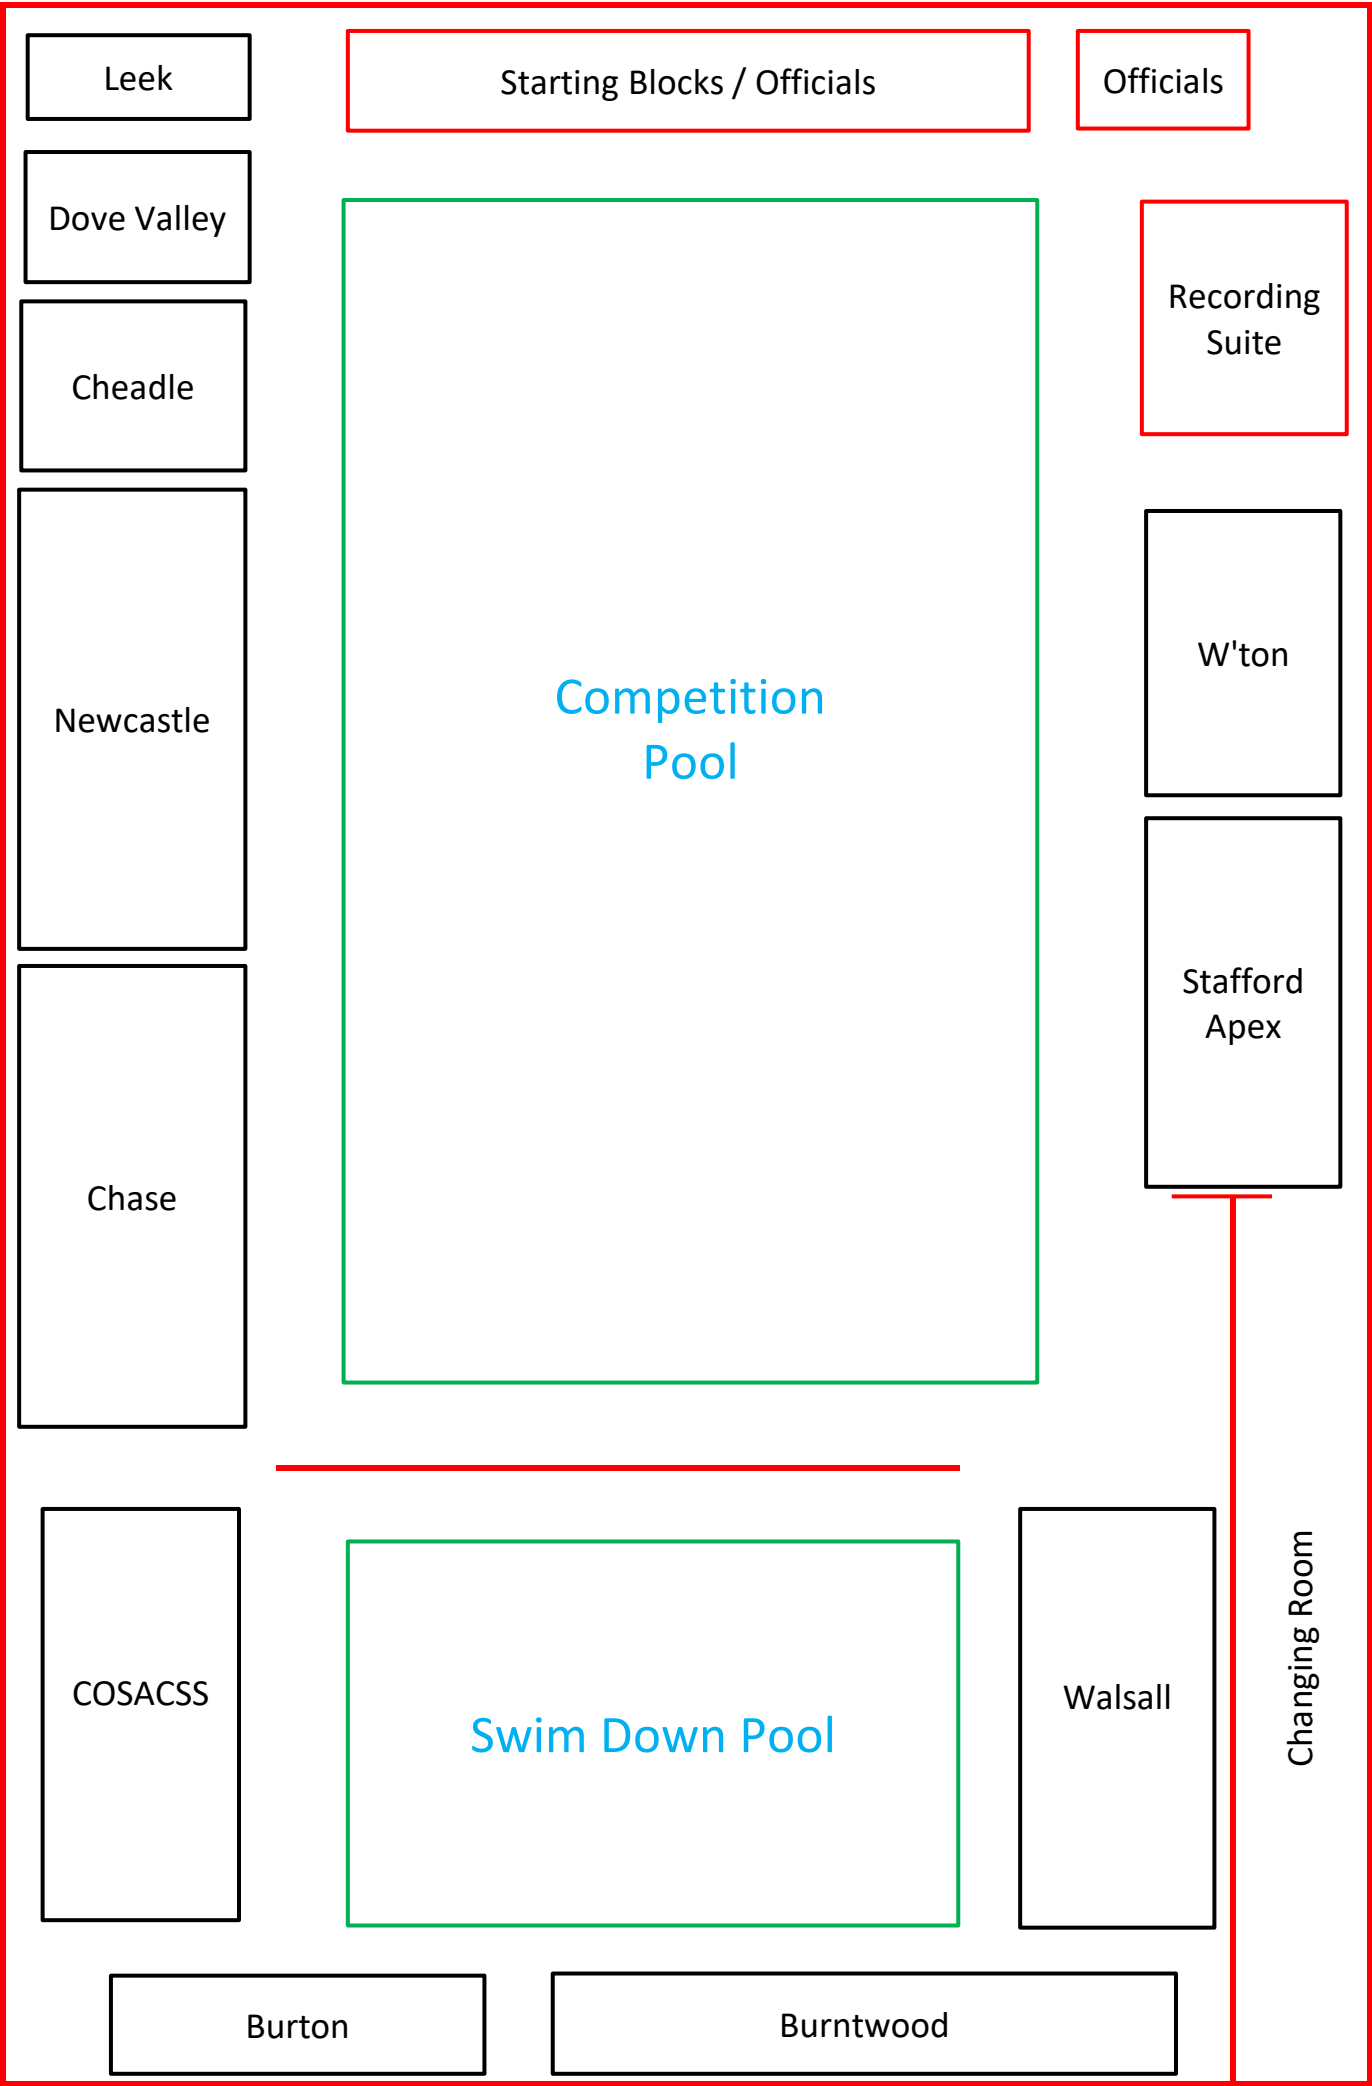 Leek
Starting Blocks / Officials
Officials
Dove Valley
Recording
Suite
Cheadle
W'ton
Newcastle
Competition
Pool
Stafford
Apex
Chase
COSACSS
Swim Down Pool
Walsall
Changing Room
Burton
Burntwood